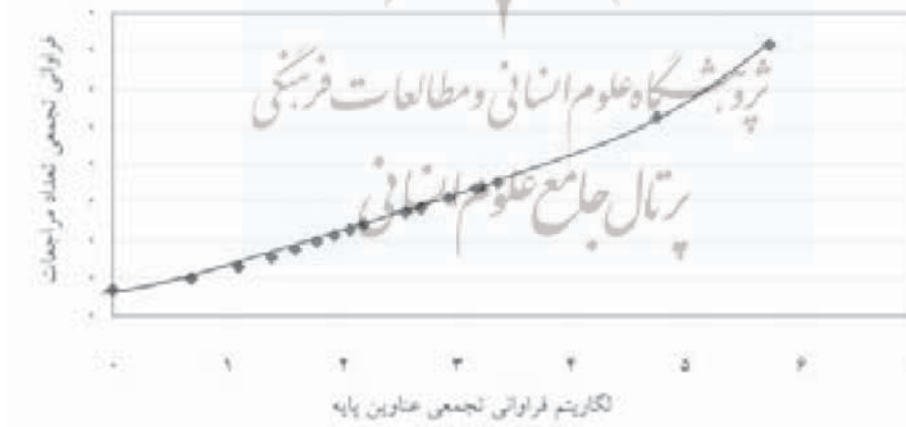 فراوانی تجمعی تعداد مراجعات
پژوهشگاه علوم انسانی و مطالعات فرهنگی
پرتال جامع علوم انسانی
۰ ۱ ۲ ۳ ۴ ۵ ۶
لگاریتم فراوانی تجمعی عناوین پایه